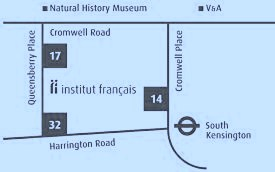 Natural History Museum
V&A
Cromwell Road
Queensberry Place
17
Cromwell Place
institut français
14
32
South
Kensington
Harrington Road